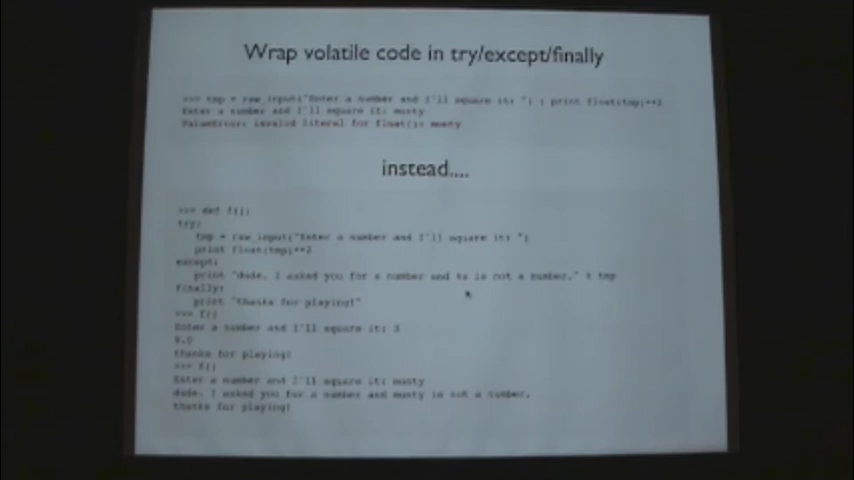 Wrap volatile code in try/except/finally
>>> tmp = raw_input("Enter a number and I'll square it: ") ; print float(tmp)**2
Enter a number and I'll square it: monty
ValueError: invalid literal for float(): monty
instead....
>>> def f():
try:
tmp = raw_input("Enter a number and I'll square it: ")
print float(tmp)**2
except:
print "dude, I asked you for a number and %s is not a number." % tmp
finally:
print "thanks for playing!"
>>> f()
Enter a number and I'll square it: 3
9.0
thanks for playing!
>>> f()
Enter a number and I'll square it: monty
dude, I asked you for a number and monty is not a number.
thanks for playing!